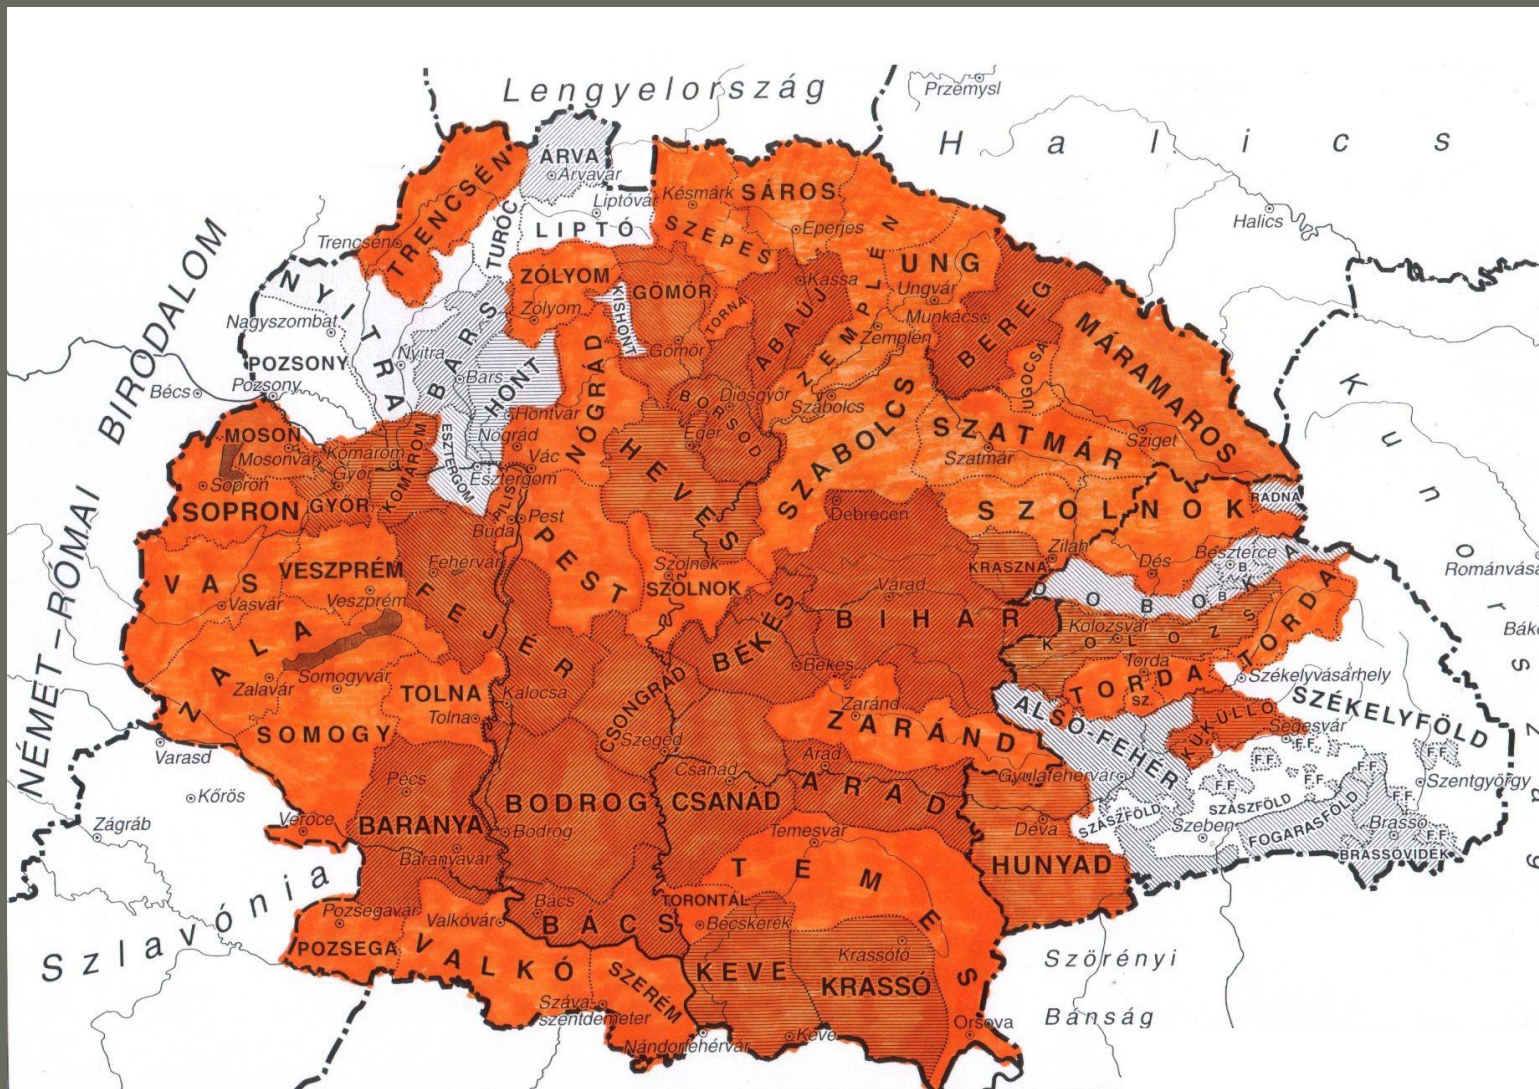 Lengyelország
Przemysl
Halics
Halics
Kunország
Románvásár
NÉMET-RÓMAI BIRODALOM
Bécs
ÁRVA
Árvavár
TRENCSÉN
Trencsén
TURÓC
LIPTÓ
Liptóvár
Késmárk
SÁROS
SZEPES
Eperjes
NYITRA
Nagyszombat
Nyitra
POZSONY
Pozsony
BARS
Bars
HONT
Hontvár
ZÓLYOM
Zólyom
KISHONT
GÖMÖR
Gömör
TORNA
ABAÚJ
Kassa
ZEMPLÉN
Zemplén
UNG
Ungvár
Munkács
BEREG
UGOCSA
MÁRAMAROS
Sziget
NÓGRÁD
Nógrád
Vác
ESZTERGOM
Esztergom
BORSOD
Diósgyőr
Eger
HEVES
SZABOLCS
Szabolcs
SZATMÁR
Szatmár
MOSON
Mosonvár
Sopron
SOPRON
Győr
GYŐR
Komárom
KOMÁROM
PILIS
Buda
Pest
PEST
Szolnok
SZOLNOK
Debrecen
SZOLNOK
RADNA
Zilah
KRASZNA
Dés
Beszterce
DOBOKA
VAS
Vasvár
VESZPRÉM
Veszprém
Fehérvár
FEJÉR
ZALA
Zalavár
Somogyvár
SOMOGY
TOLNA
Tolna
Kalocsa
CSONGRÁD
Szeged
BÉKÉS
Békés
BIHAR
Várad
KOLOZS
Kolozsvár
Torda
TORDA
SZ.
TORDA
Székelyvásárhely
SZÉKELYFÖLD
KÜKÜLLŐ
Segesvár
ALSÓ-FEHÉR
Gyulafehérvár
ZARÁND
Zaránd
Arad
ARAD
Csanád
CSANÁD
BODROG
Bodrog
Pécs
BARANYA
Baranyavár
Varasd
Kőrös
Zágráb
Verőce
Szlavónia
Pozsegavár
POZSEGA
Valkóvár
VALKÓ
Bács
BÁCS
SZERÉM
Szávaszentdemeter
Nándorfehérvár
TORONTÁL
Becskerek
KEVE
Keve
Temesvár
TEMES
Krassófő
KRASSÓ
Orsova
Déva
HUNYAD
SZÁSZFÖLD
Szeben
SZÁSZFÖLD
FOGARASFÖLD
F.F.
F.F.
F.F.
F.F.
F.F.
F.F.
F.F.
F.F.
Szentgyörgy
Brassó
BRASSÓVIDÉK
Szörényi
Bánság